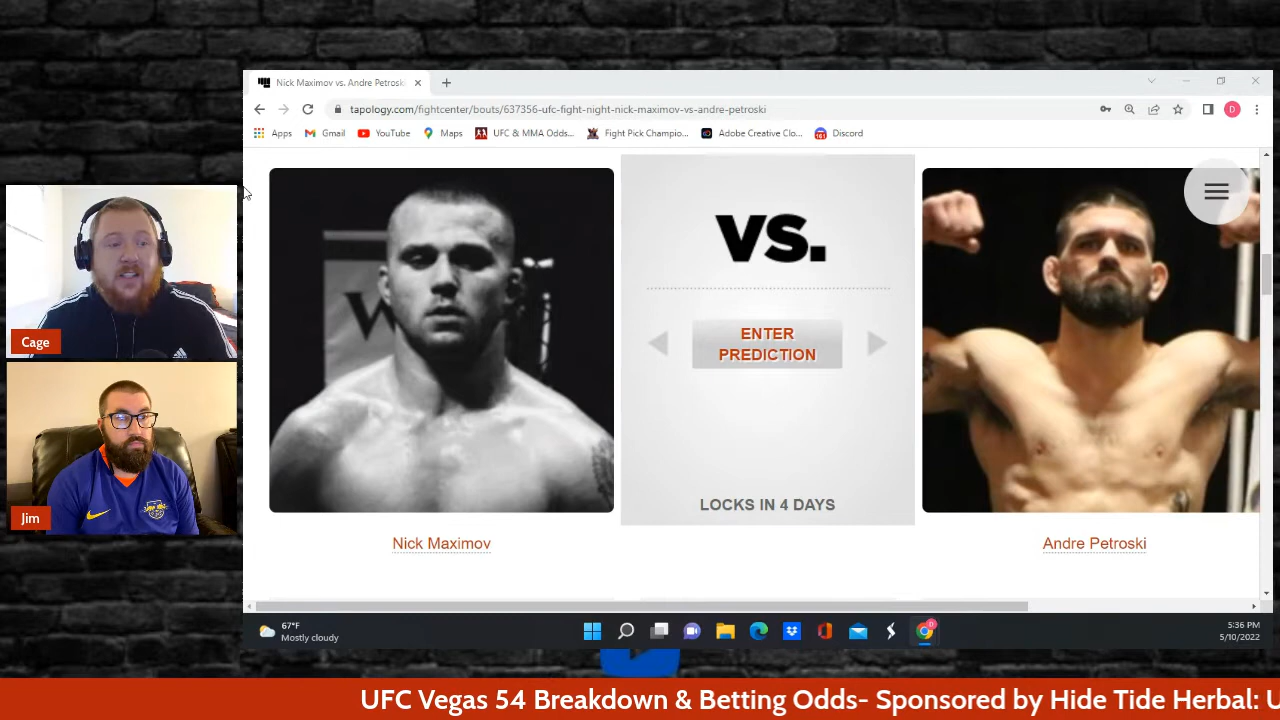 Nick Maximov vs. Andre Petrosk
tapology.com/fightcenter/bouts/637356-ufc-fight-night-nick-maximov-vs-andre-petroski
D
Apps
Gmail
YouTube
Maps
UFC & MMA Odds...
Fight Pick Champio...
Adobe Creative Clo...
Discord
VS.
ENTER
PREDICTION
LOCKS IN 4 DAYS
Nick Maximov
Andre Petroski
Cage
Jim
67°F
Mostly cloudy
5:36 PM
5/10/2022
UFC Vegas 54 Breakdown & Betting Odds- Sponsored by Hide Tide Herbal: U